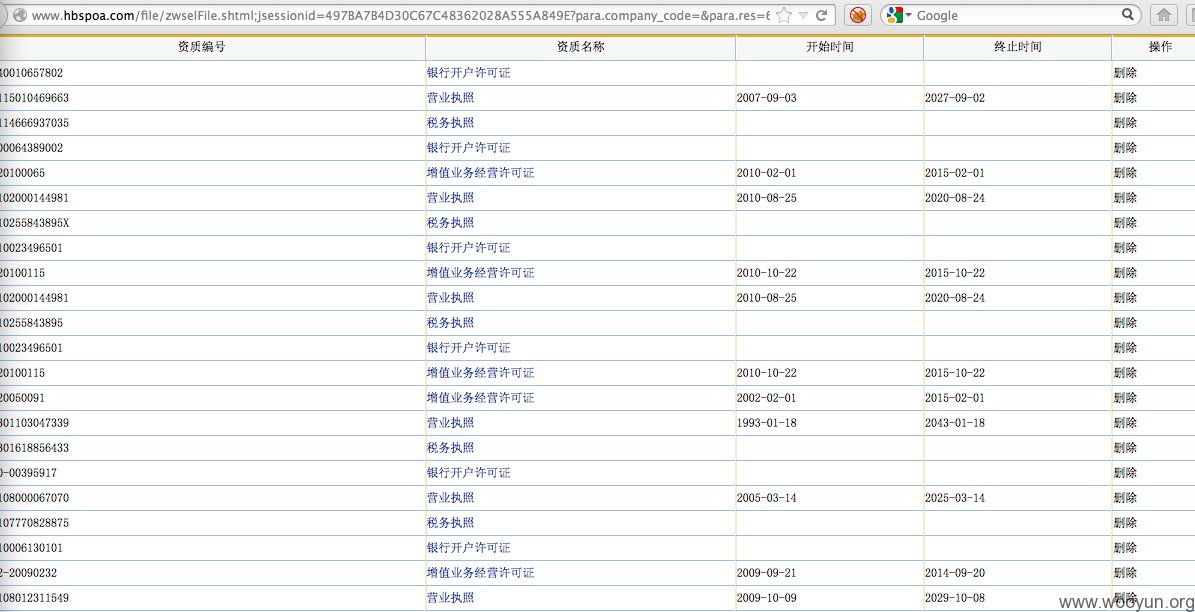 www.hbspoa.com/file/zwselFile.shtml;jsessionid=497BA7B4D30C67C48362028A555A849E?para.company_code=&para.res=6 Google
资质编号 资质名称 开始时间 终止时间 操作
40010657802 银行开户许可证 删除
115010469663 营业执照 2007-09-03 2027-09-02 删除
114666937035 税务执照 删除
00064389002 银行开户许可证 删除
20100065 增值业务经营许可证 2010-02-01 2015-02-01 删除
102000144981 营业执照 2010-08-25 2020-08-24 删除
10255843895X 税务执照 删除
10023496501 银行开户许可证 删除
20100115 增值业务经营许可证 2010-10-22 2015-10-22 删除
102000144981 营业执照 2010-08-25 2020-08-24 删除
10255843895 税务执照 删除
10023496501 银行开户许可证 删除
20100115 增值业务经营许可证 2010-10-22 2015-10-22 删除
20050091 增值业务经营许可证 2002-02-01 2015-02-01 删除
301103047339 营业执照 1993-01-18 2043-01-18 删除
301618856433 税务执照 删除
0-00395917 银行开户许可证 删除
108000067070 营业执照 2005-03-14 2025-03-14 删除
107770828875 税务执照 删除
10006130101 银行开户许可证 删除
2-20090232 增值业务经营许可证 2009-09-21 2014-09-20 删除
108012311549 营业执照 2009-10-09 2029-10-08 删除
www.wooyun.org